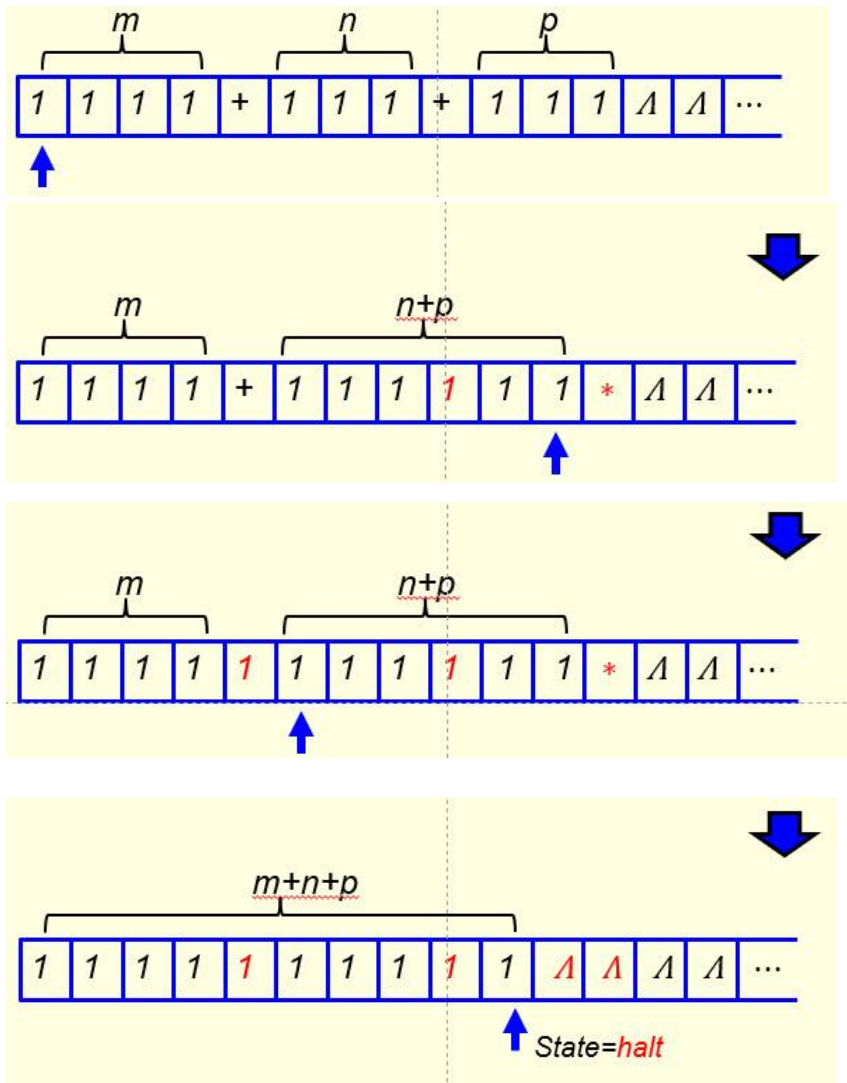 m n p
1 1 1 1 + 1 1 1 + 1 1 1 Λ Λ ...
m n+p
1 1 1 1 + 1 1 1 1 1 1 * Λ Λ ...
m n+p
1 1 1 1 1 1 1 1 1 1 1 * Λ Λ ...
m+n+p
1 1 1 1 1 1 1 1 1 1 Λ Λ Λ Λ ...
State=halt